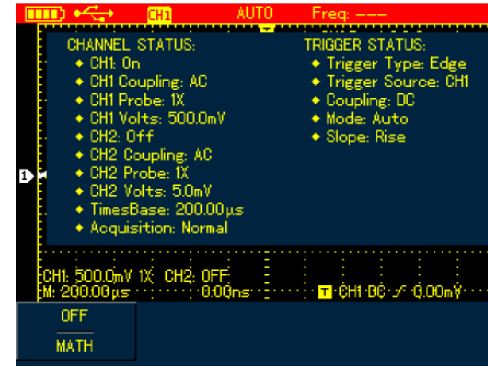 CH1 AUTO Freq: ---
CHANNEL STATUS:
◆ CH1: On
◆ CH1 Coupling: AC
◆ CH1 Probe: 1X
◆ CH1 Volts: 500.0mV
◆ CH2: Off
◆ CH2 Coupling: AC
◆ CH2 Probe: 1X
◆ CH2 Volts: 5.0mV
◆ TimesBase: 200.00μs
◆ Acquisition: Normal
TRIGGER STATUS:
◆ Trigger Type: Edge
◆ Trigger Source: CH1
◆ Coupling: DC
◆ Mode: Auto
◆ Slope: Rise
1
CH1: 500.0mV 1X CH2: OFF
M: 200.00μs 0.00ns T CH1 DC 0.00mV
OFF
MATH